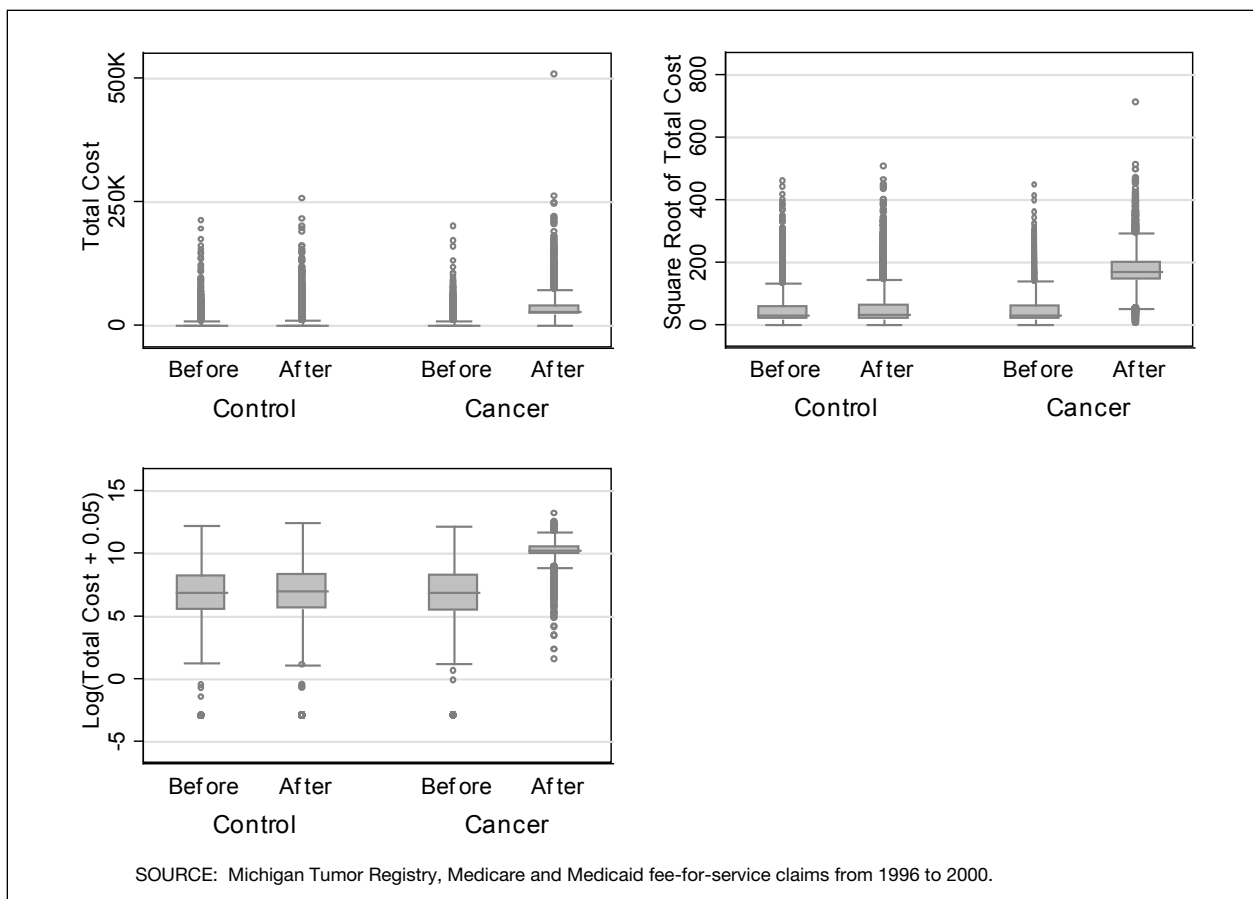 Total Cost
500K
250K
0
Before After Before After
Control Cancer
Square Root of Total Cost
800
600
400
200
0
Before After Before After
Control Cancer
Log(Total Cost + 0.05)
15
10
5
0
-5
Before After Before After
Control Cancer
SOURCE: Michigan Tumor Registry, Medicare and Medicaid fee-for-service claims from 1996 to 2000.